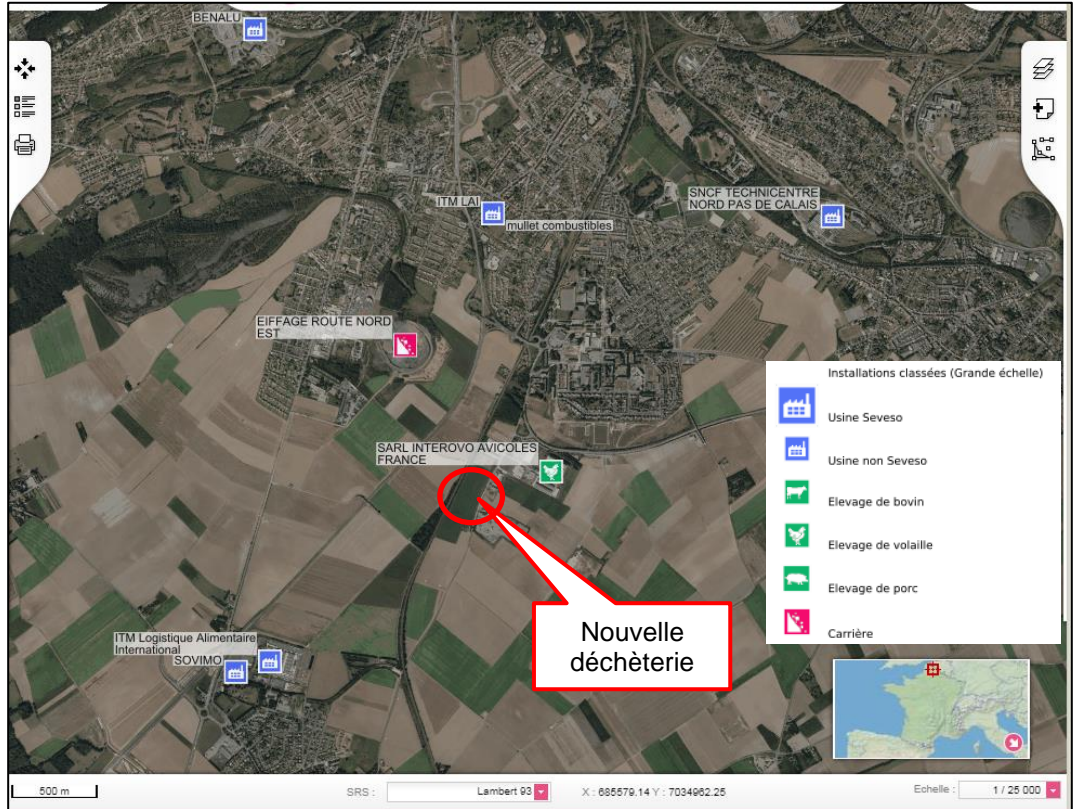 BENALU
SNCF TECHNICENTRE
NORD PAS DE CALAIS
ITM LAI
mullet combustibles
EIFFAGE ROUTE NORD
EST
Installations classées (Grande échelle)
Usine Seveso
Usine non Seveso
Elevage de bovin
Elevage de volaille
Elevage de porc
Carrière
SARL INTEROVO AVICOLES
FRANCE
Nouvelle
déchèterie
ITM Logistique Alimentaire
International
SOVIMO
500 m
SRS :
Lambert 93
X : 685579.14 Y : 7034962.25
Echelle :
1 / 25 000